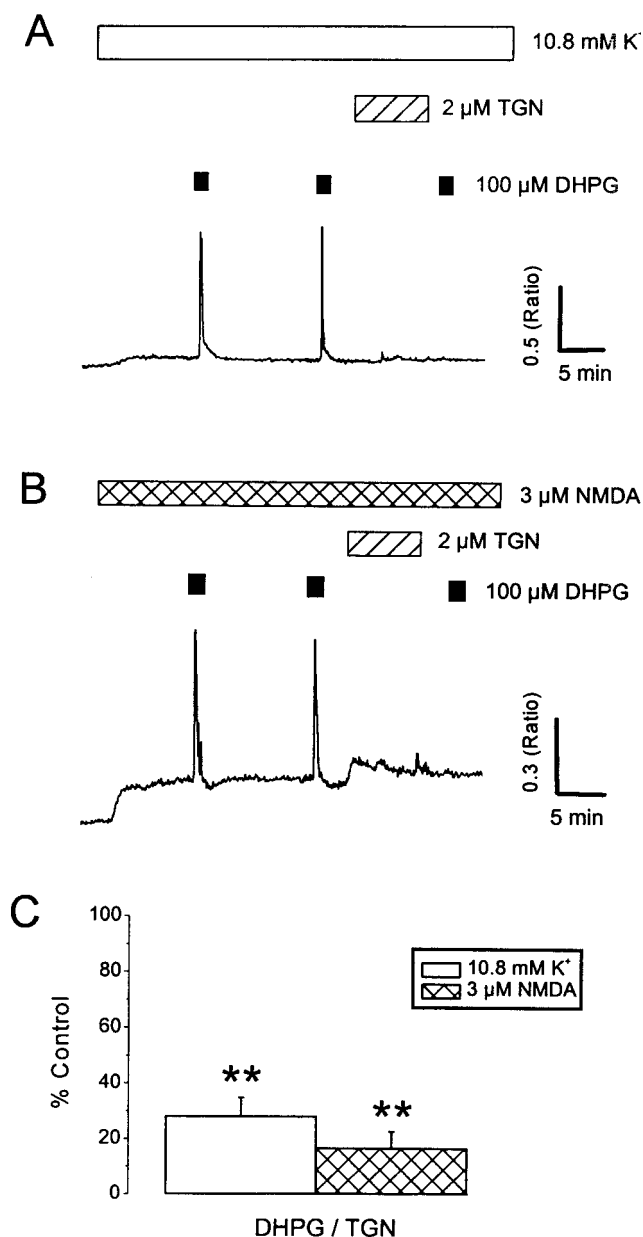 A
10.8 mM K⁺
2 µM TGN
100 µM DHPG
0.5 (Ratio)
5 min
B
3 µM NMDA
2 µM TGN
100 µM DHPG
0.3 (Ratio)
5 min
C
100
80
60
40
20
0
% Control
10.8 mM K⁺
3 µM NMDA
**
**
DHPG / TGN